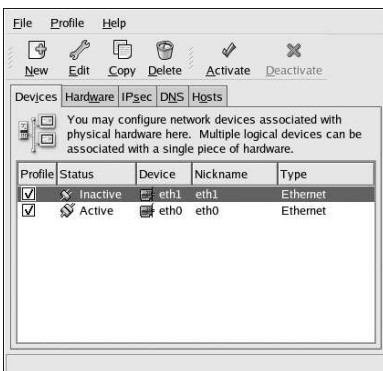 File Profile Help
New Edit Copy Delete Activate Deactivate
Devices Hardware IPsec DNS Hosts
You may configure network devices associated with
physical hardware here. Multiple logical devices can be
associated with a single piece of hardware.
Profile Status Device Nickname Type
Inactive eth1 eth1 Ethernet
Active eth0 eth0 Ethernet